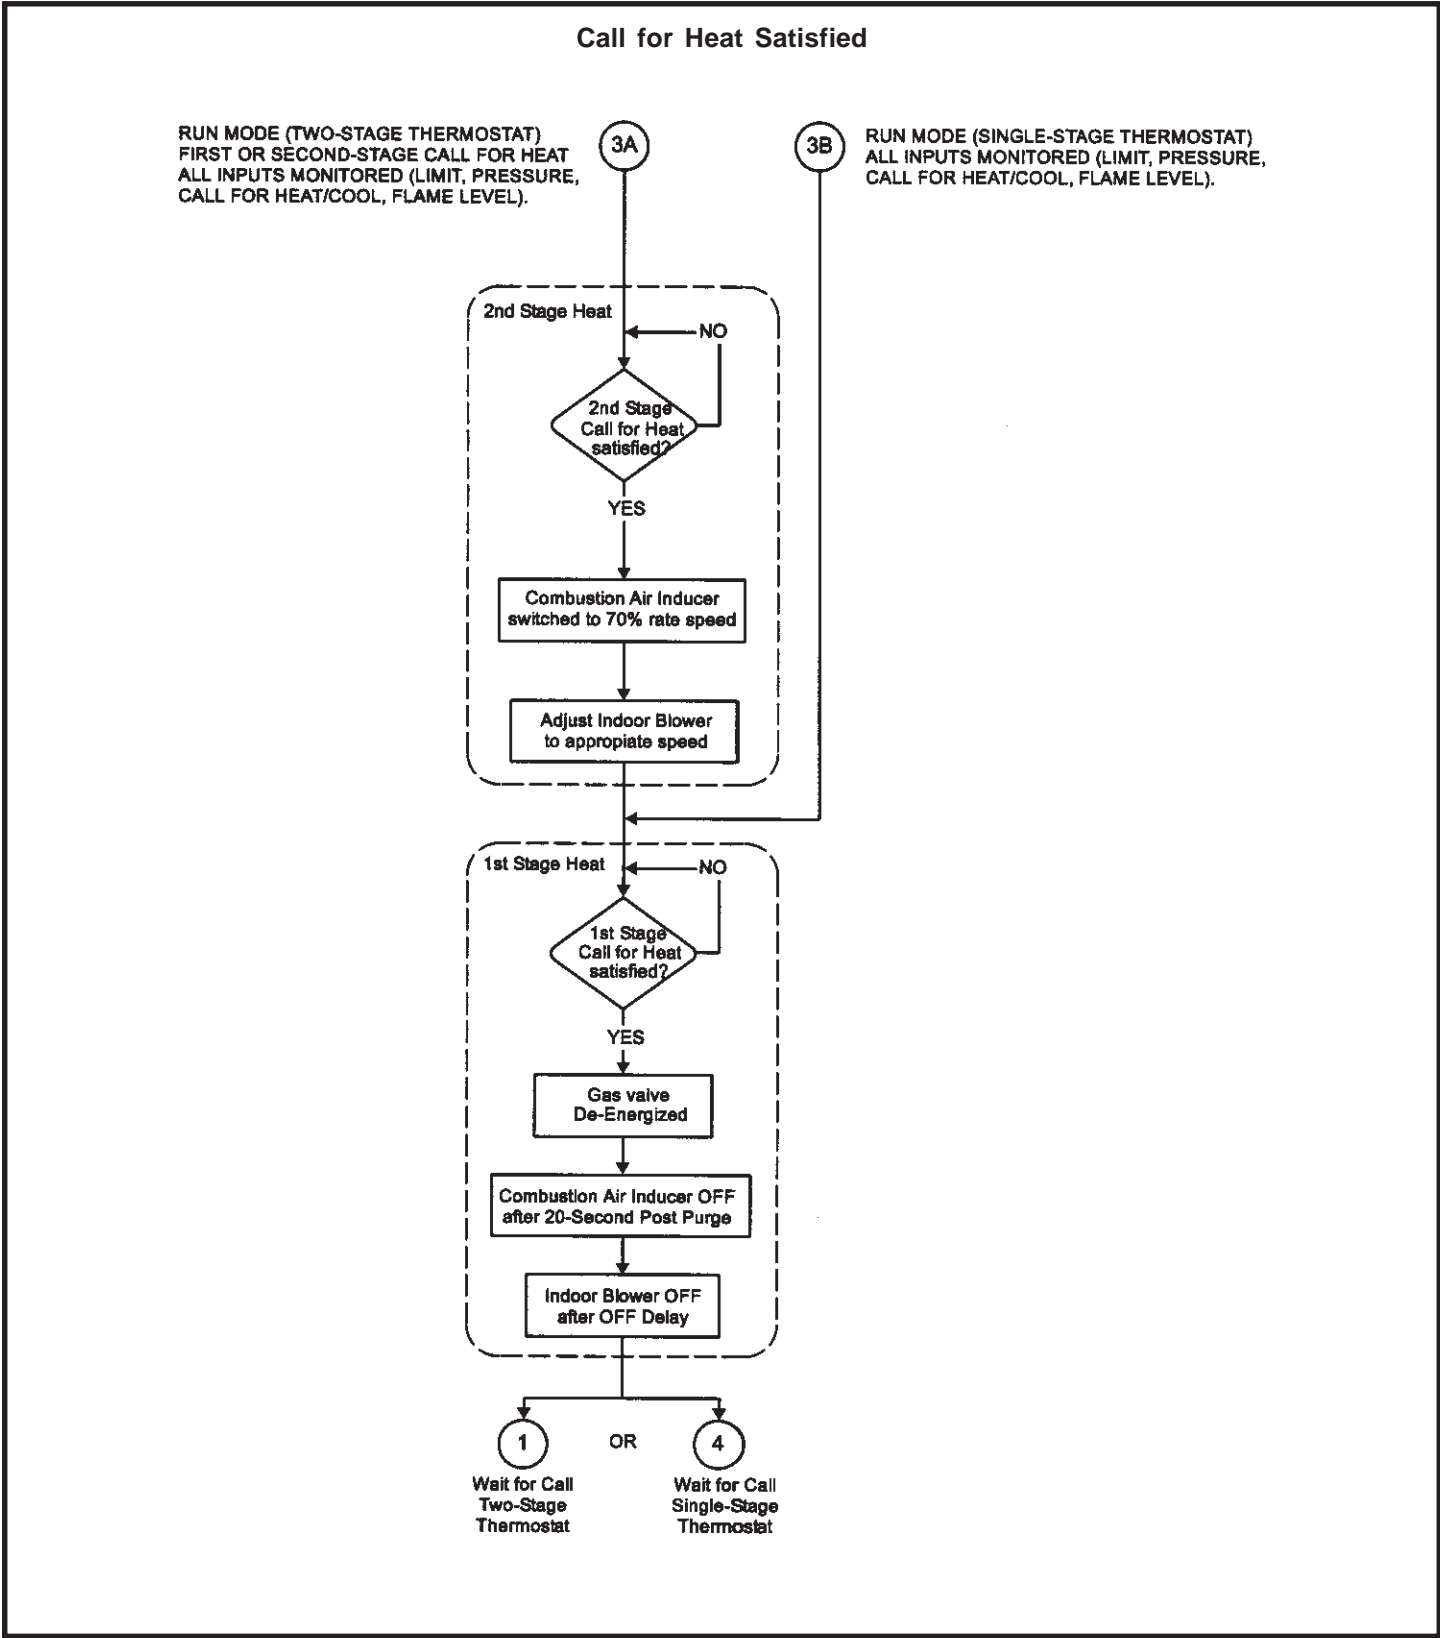 Call for Heat Satisfied
RUN MODE (TWO-STAGE THERMOSTAT)
FIRST OR SECOND-STAGE CALL FOR HEAT
ALL INPUTS MONITORED (LIMIT, PRESSURE,
CALL FOR HEAT/COOL, FLAME LEVEL).
3A
3B
RUN MODE (SINGLE-STAGE THERMOSTAT)
ALL INPUTS MONITORED (LIMIT, PRESSURE,
CALL FOR HEAT/COOL, FLAME LEVEL).
2nd Stage Heat
NO
2nd Stage
Call for Heat
satisfied?
YES
Combustion Air Inducer
switched to 70% rate speed
Adjust Indoor Blower
to appropiate speed
1st Stage Heat
NO
1st Stage
Call for Heat
satisfied?
YES
Gas valve
De-Energized
Combustion Air Inducer OFF
after 20-Second Post Purge
Indoor Blower OFF
after OFF Delay
1
OR
4
Wait for Call
Two-Stage
Thermostat
Wait for Call
Single-Stage
Thermostat